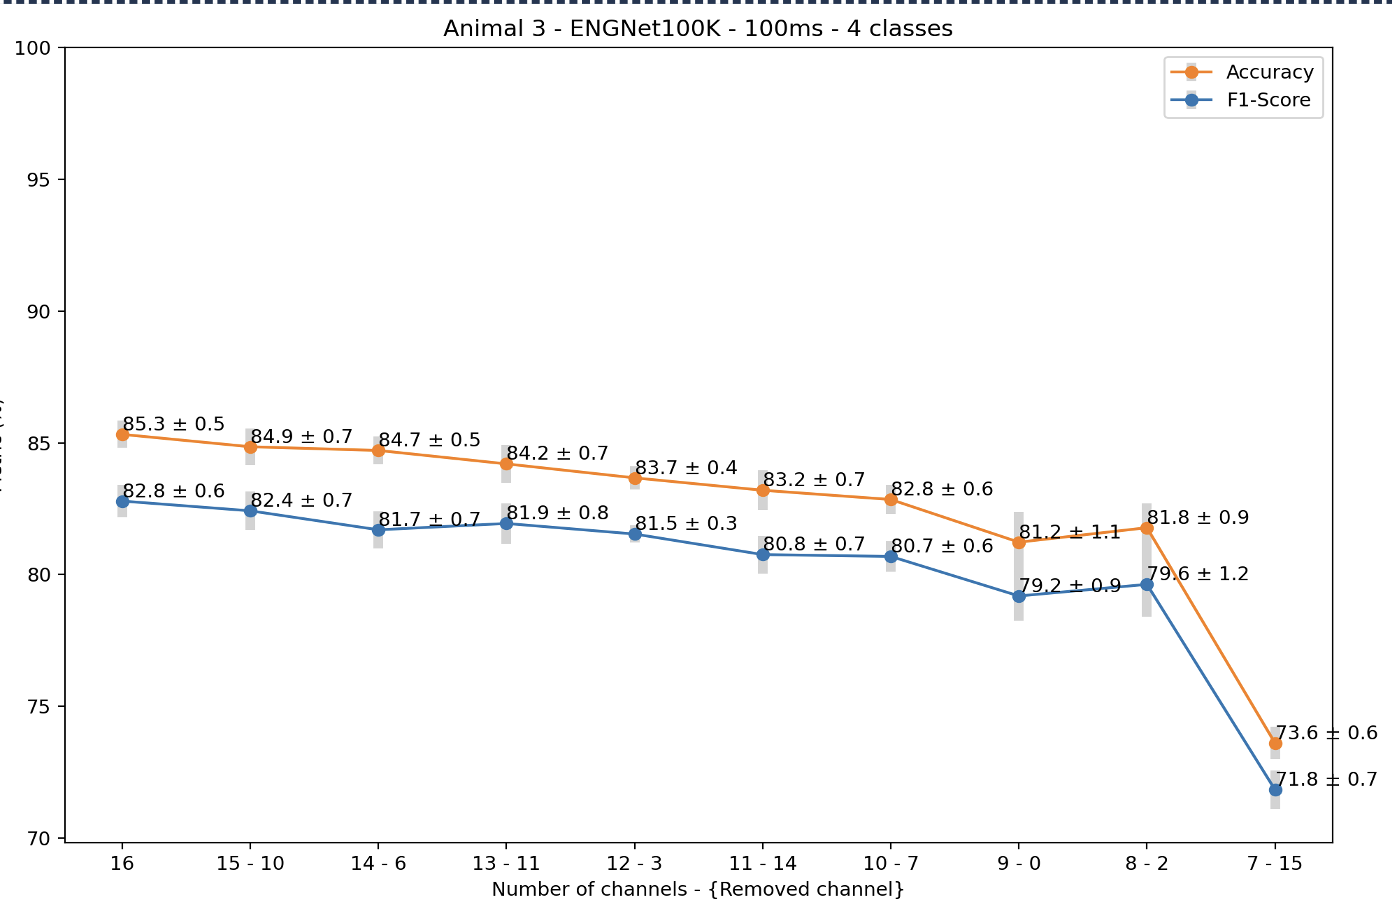 Animal 3 - ENGNet100K - 100ms - 4 classes
100
Accuracy
F1-Score
95
90
85
80
75
70
85.3 ± 0.5
84.9 ± 0.7
84.7 ± 0.5
84.2 ± 0.7
83.7 ± 0.4
83.2 ± 0.7
82.8 ± 0.6
81.2 ± 1.1
81.8 ± 0.9
73.6 ± 0.6
82.8 ± 0.6
82.4 ± 0.7
81.7 ± 0.7
81.9 ± 0.8
81.5 ± 0.3
80.8 ± 0.7
80.7 ± 0.6
79.2 ± 0.9
79.6 ± 1.2
71.8 ± 0.7
16
15 - 10
14 - 6
13 - 11
12 - 3
11 - 14
10 - 7
9 - 0
8 - 2
7 - 15
Number of channels - {Removed channel}